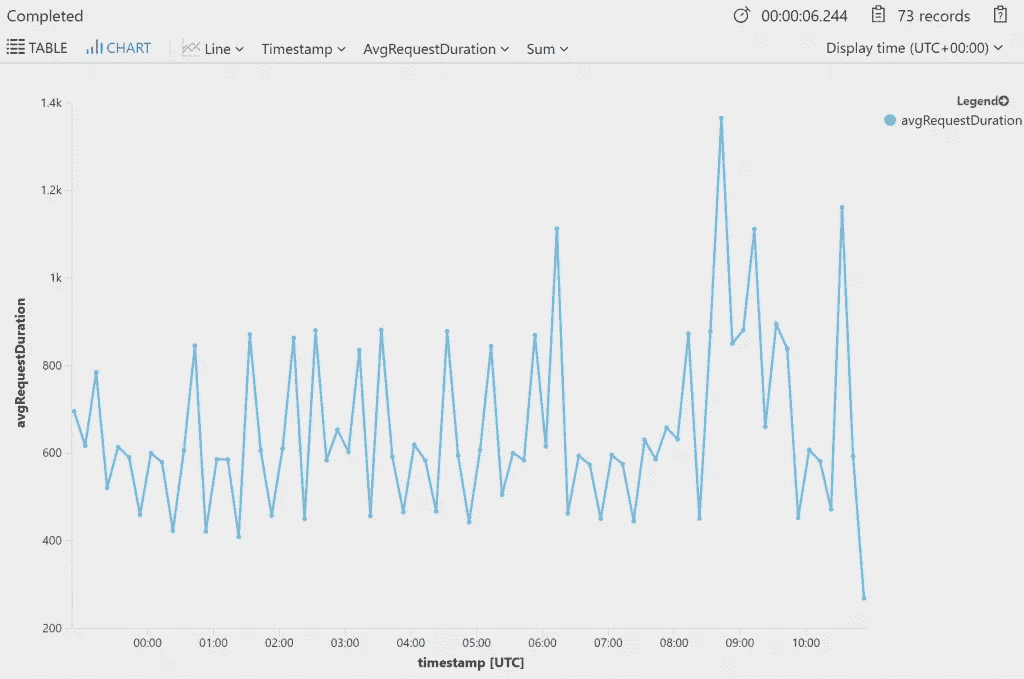 Completed 00:00:06.244 73 records
TABLE CHART Line Timestamp AvgRequestDuration Sum Display time (UTC+00:00)
Legend
avgRequestDuration
1.4k
1.2k
1k
800
600
400
200
avgRequestDuration
00:00 01:00 02:00 03:00 04:00 05:00 06:00 07:00 08:00 09:00 10:00
timestamp [UTC]